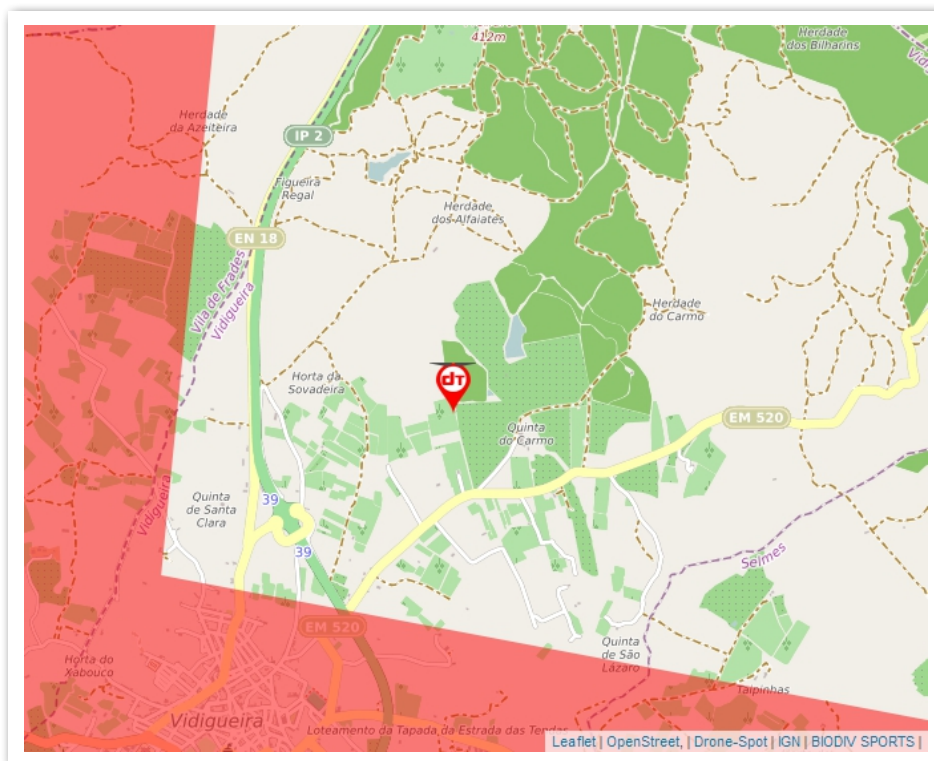 412m
Herdade
dos Bilharins
Herdade
da Azeiteira
IP 2
Figueira
Regal
Herdade
dos Alfaiates
EN 18
Vila de Frades
Vidigueira
Herdade
do Carmo
dT
Horta da
Sovadeira
EM 520
Quinta
do Carmo
Quinta
de Santa
Clara
39
39
Vidigueira
Selmes
EM 520
Quinta
de São
Lázaro
Horta do
Xabouco
Taipinhas
Vidigueira
Loteamento da Tapada da Estrada das Tendas
Leaflet | OpenStreet, | Drone-Spot | IGN | BIODIV SPORTS |